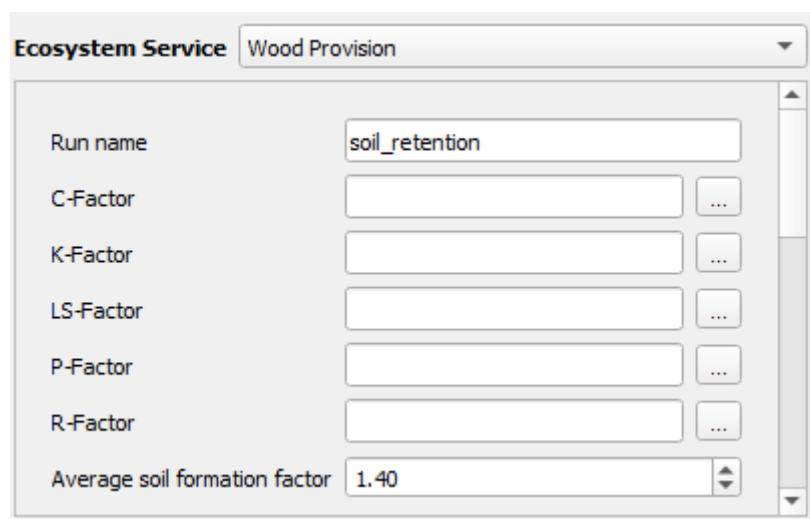 Ecosystem Service Wood Provision
Run name soil_retention
C-Factor ...
K-Factor ...
LS-Factor ...
P-Factor ...
R-Factor ...
Average soil formation factor 1.40